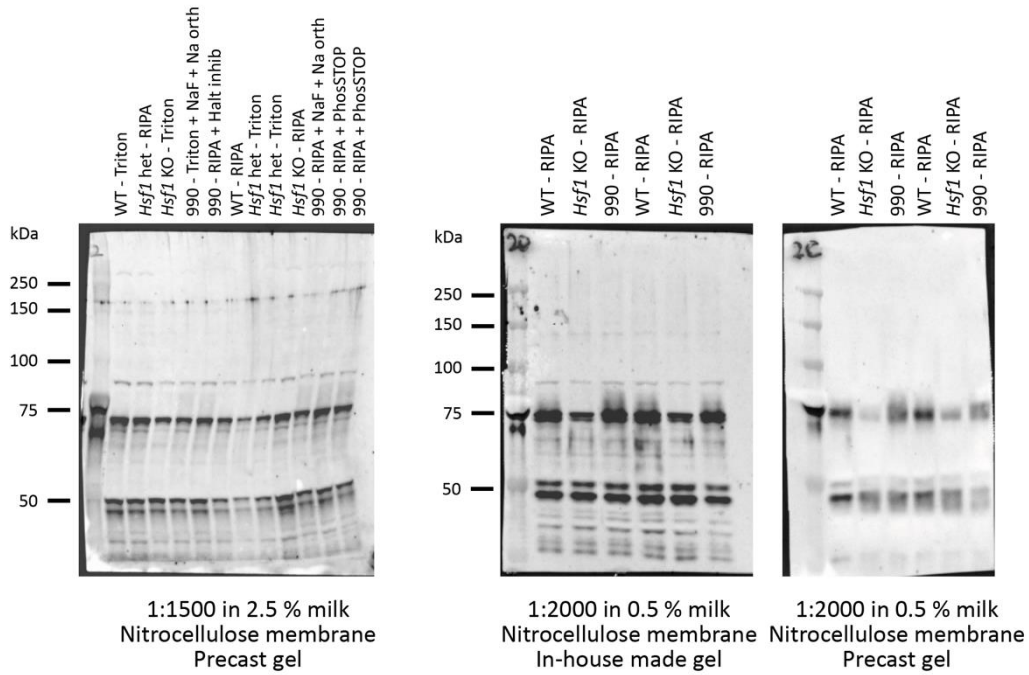 WT - Triton
Hsf1 het - RIPA
Hsf1 KO - Triton
990 - Triton + NaF + Na orth
990 - RIPA + Halt inhib
WT - RIPA
Hsf1 het - Triton
Hsf1 het - Triton
Hsf1 KO - RIPA
990 - RIPA + NaF + Na orth
990 - RIPA + PhosSTOP
990 - RIPA + PhosSTOP
kDa
250
150
100
75
50
2
1:1500 in 2.5 % milk
Nitrocellulose membrane
Precast gel
WT - RIPA
Hsf1 KO - RIPA
990 - RIPA
WT - RIPA
Hsf1 KO - RIPA
990 - RIPA
kDa
250
150
100
75
50
2D
1:2000 in 0.5 % milk
Nitrocellulose membrane
In-house made gel
WT - RIPA
Hsf1 KO - RIPA
990 - RIPA
WT - RIPA
Hsf1 KO - RIPA
990 - RIPA
2C
1:2000 in 0.5 % milk
Nitrocellulose membrane
Precast gel